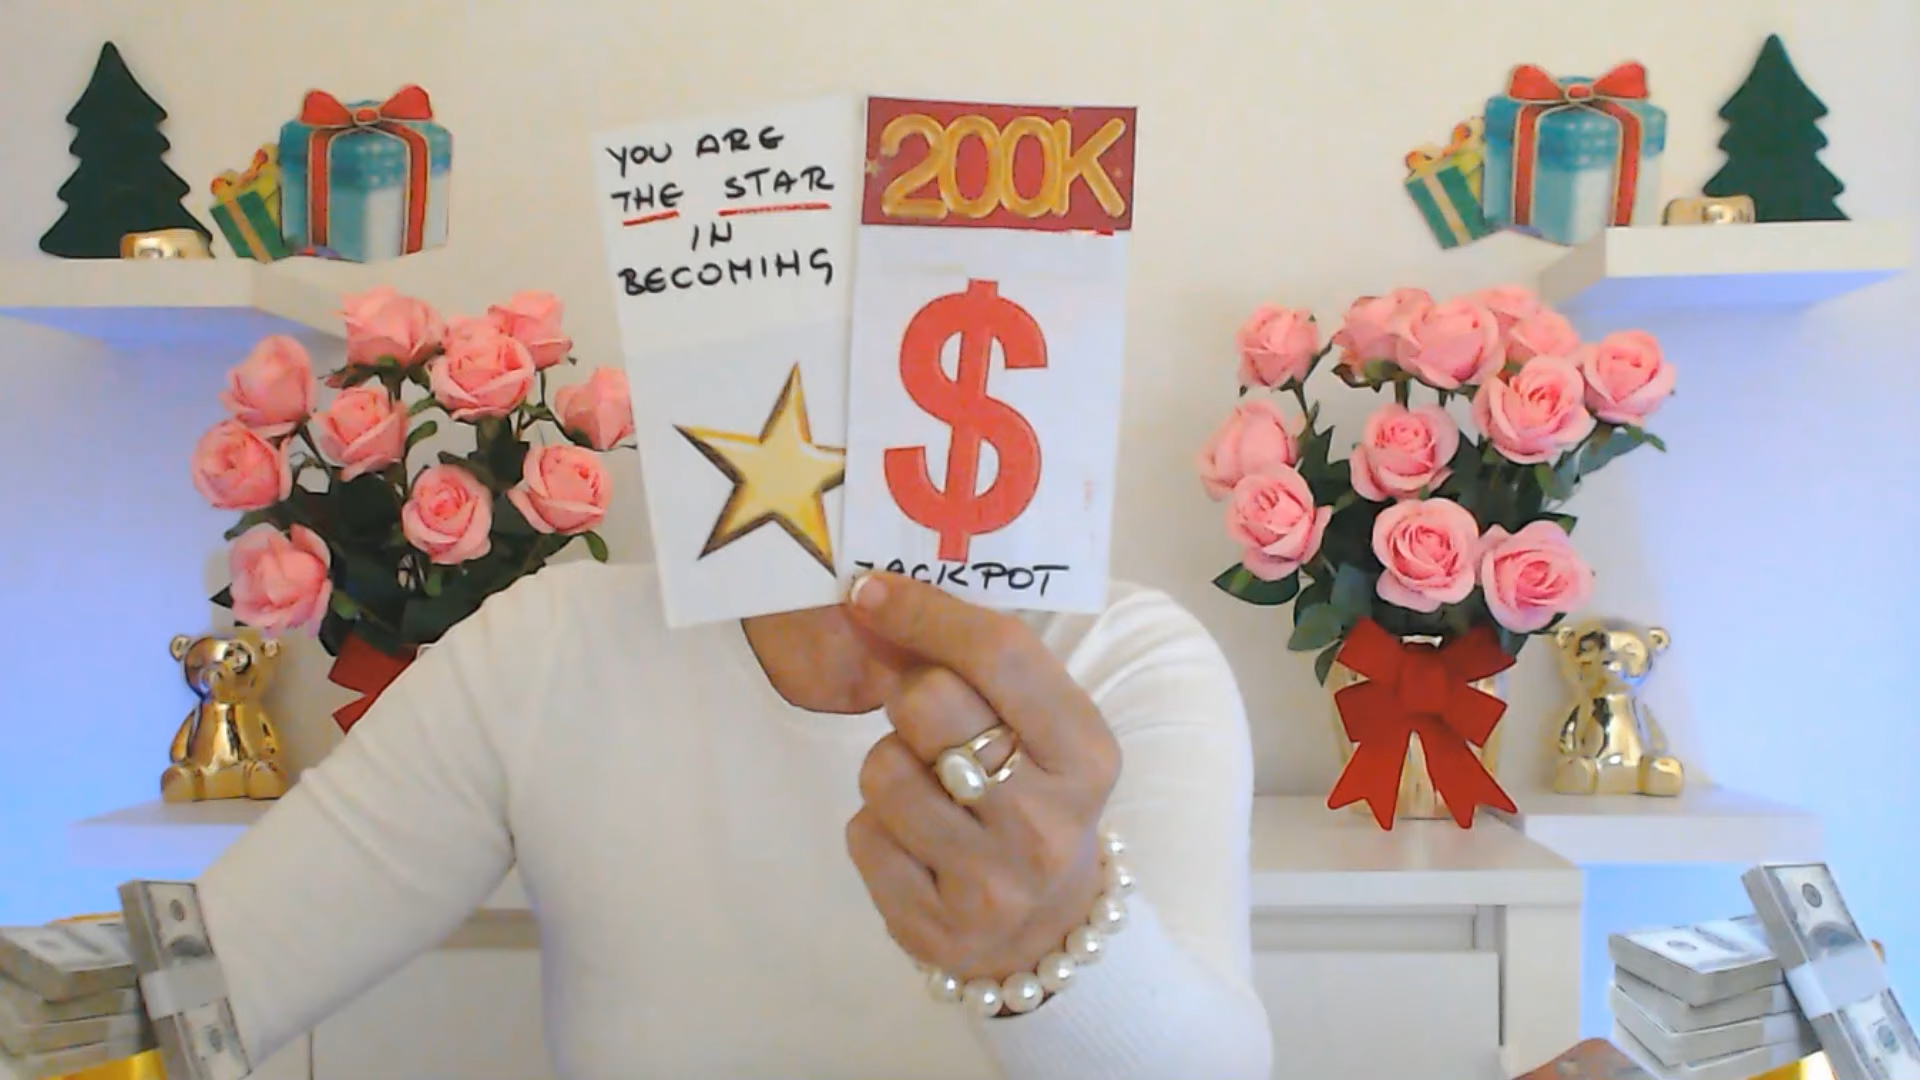 YOU ARE
THE STAR
IN
BECOMING
200K
$
JACKPOT